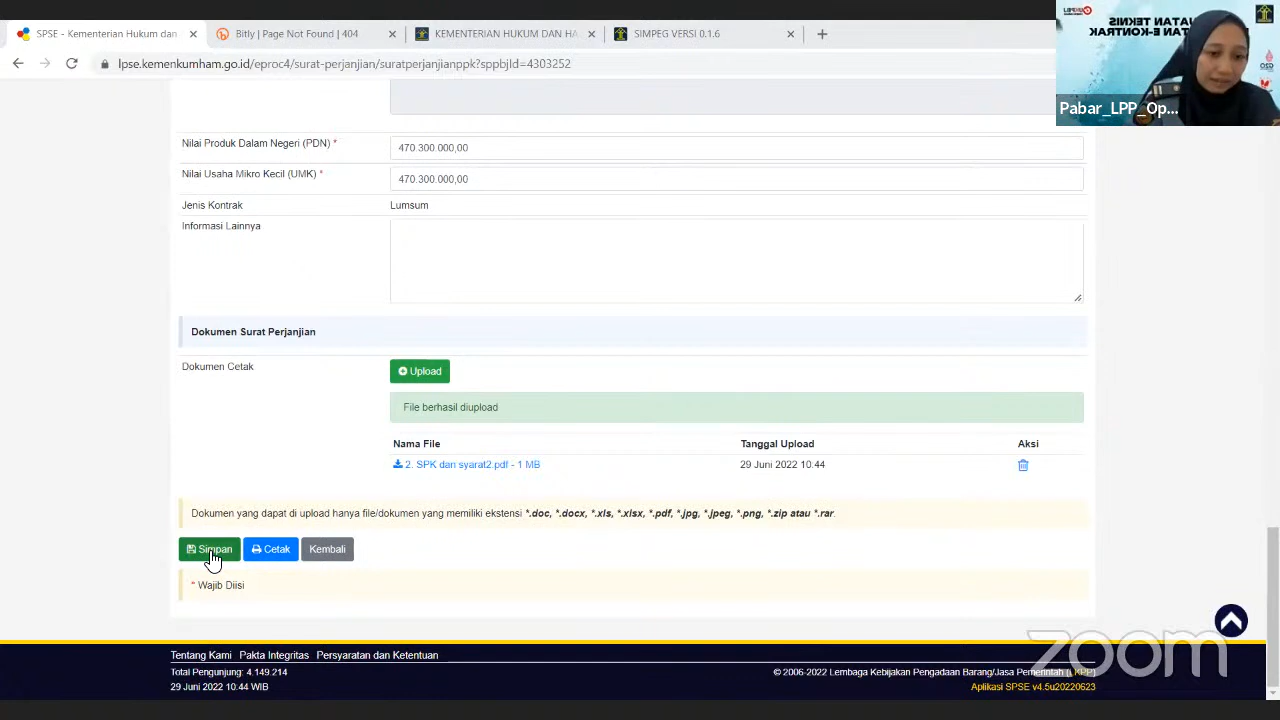 SPSE - Kementerian Hukum dan
Bitly | Page Not Found | 404
KEMENTERIAN HUKUM DAN HA
SIMPEG VERSI 0.1.6
lpse.kemenkumham.go.id/eproc4/surat-perjanjian/suratperjanjianppk?sppbjId=4303252
Pabar_LPP_Op...
Nilai Produk Dalam Negeri (PDN) *
470.300.000,00
Nilai Usaha Mikro Kecil (UMK) *
470.300.000,00
Jenis Kontrak
Lumsum
Informasi Lainnya
Dokumen Surat Perjanjian
Dokumen Cetak
Upload
File berhasil diupload
Nama File
Tanggal Upload
Aksi
2. SPK dan syarat2.pdf - 1 MB
29 Juni 2022 10:44
Dokumen yang dapat di upload hanya file/dokumen yang memiliki ekstensi *.doc, *.docx, *.xls, *.xlsx, *.pdf, *.jpg, *.jpeg, *.png, *.zip atau *.rar.
Simpan
Cetak
Kembali
* Wajib Diisi
zoom
Tentang Kami
Pakta Integritas
Persyaratan dan Ketentuan
Total Pengunjung: 4.149.214
© 2006-2022 Lembaga Kebijakan Pengadaan Barang/Jasa Pemerintah (LKPP)
29 Juni 2022 10:44 WIB
Aplikasi SPSE v4.5u20220623